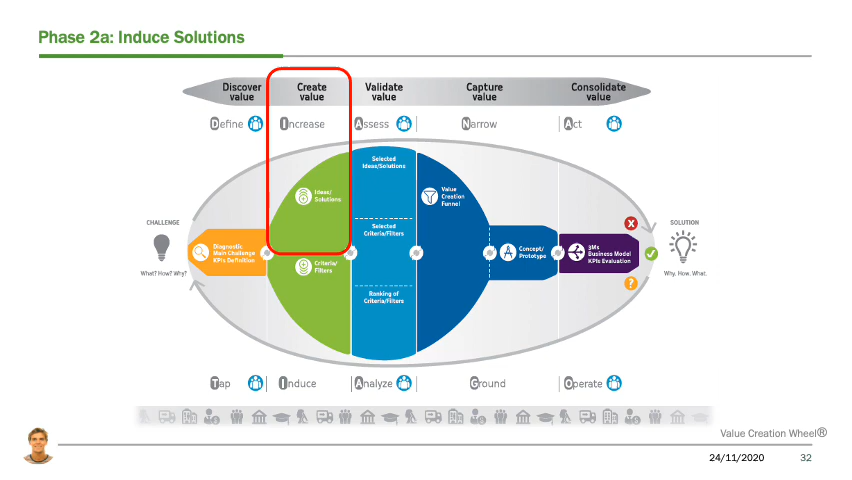 Phase 2a: Induce Solutions
Discover
value
Create
value
Validate
value
Capture
value
Consolidate
value
Define
Increase
Assess
Narrow
Act
CHALLENGE
What? How? Why?
Diagnostic
Main Challenge
KPIs Definition
Ideas/
Solutions
Criteria/
Filters
Selected
Ideas/Solutions
Selected
Criteria/Filters
Ranking of
Criteria/Filters
Value
Creation
Funnel
Concept/
Prototype
3Ms
Business Model
KPIs Evaluation
X
?
SOLUTION
Why. How. What.
Tap
Induce
Analyze
Ground
Operate
Value Creation Wheel®
24/11/2020
32